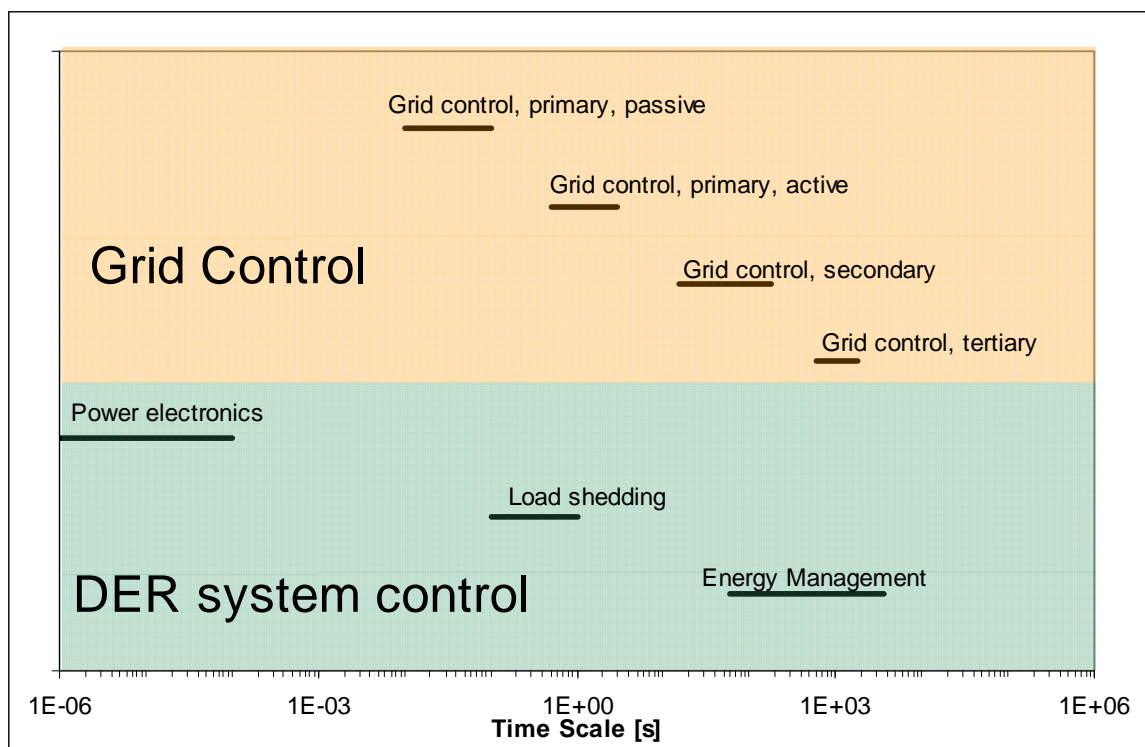 Grid control, primary, passive
Grid control, primary, active
Grid Control
Grid control, secondary
Grid control, tertiary
Power electronics
Load shedding
DER system control
Energy Management
1E-06 1E-03 1E+00 1E+03 1E+06
Time Scale [s]